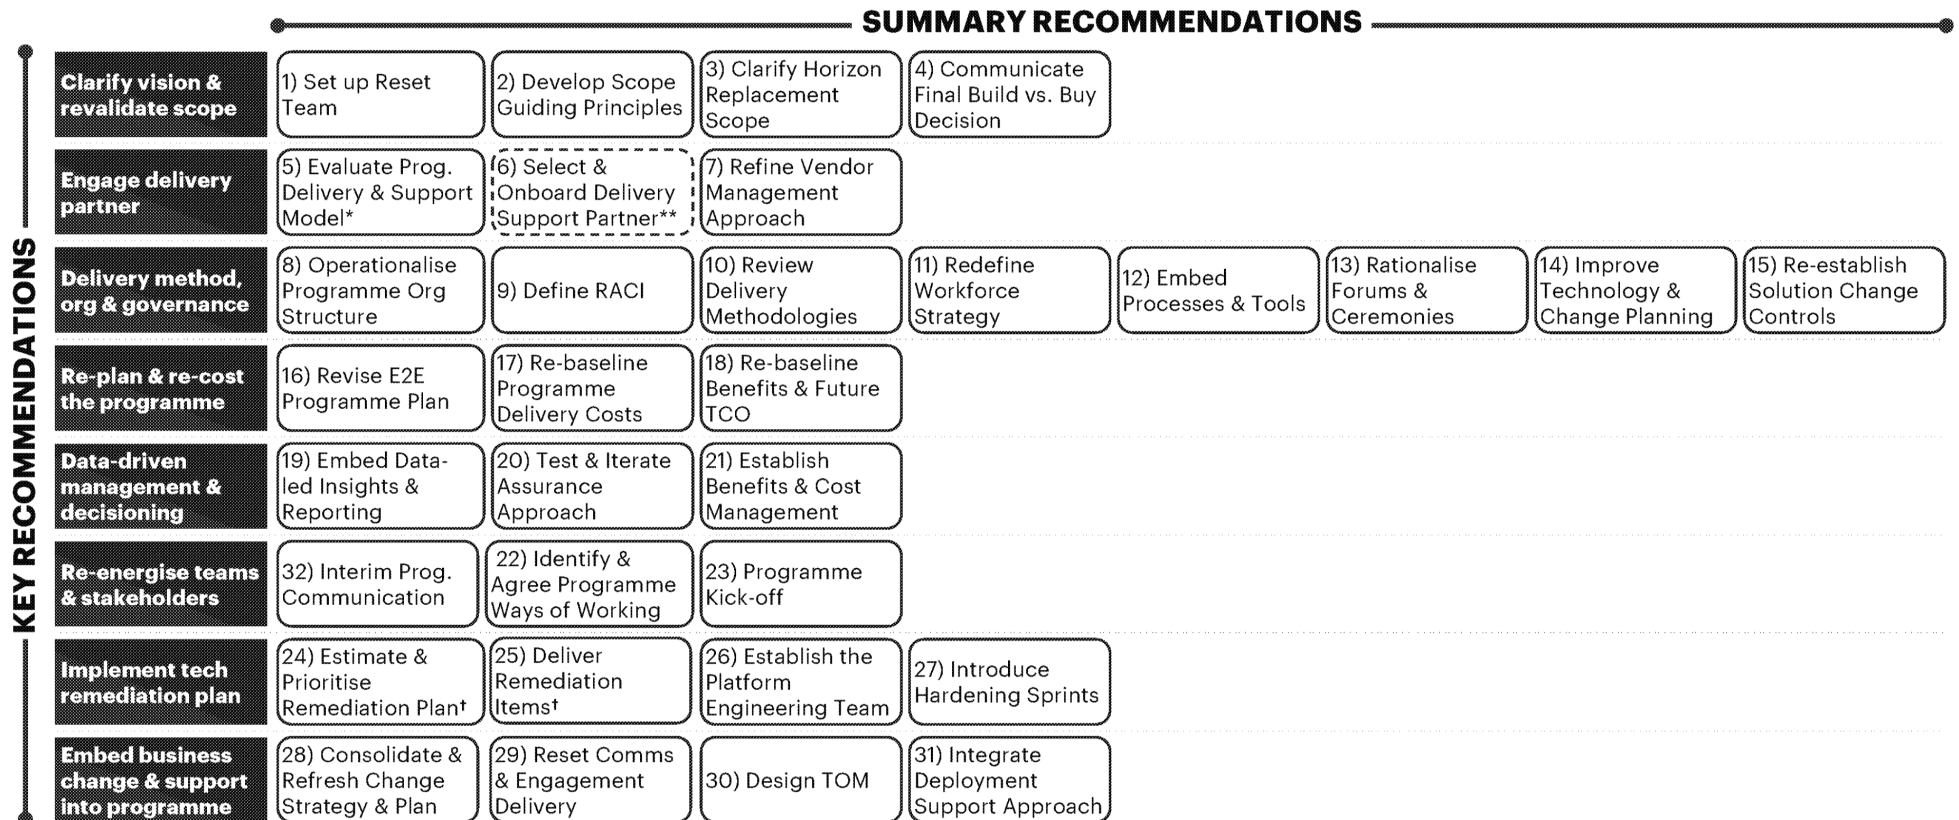 SUMMARY RECOMMENDATIONS
KEY RECOMMENDATIONS
Clarify vision &
revalidate scope
1) Set up Reset
Team
2) Develop Scope
Guiding Principles
3) Clarify Horizon
Replacement
Scope
4) Communicate
Final Build vs. Buy
Decision
Engage delivery
partner
5) Evaluate Prog.
Delivery & Support
Model*
6) Select &
Onboard Delivery
Support Partner**
7) Refine Vendor
Management
Approach
Delivery method,
org & governance
8) Operationalise
Programme Org
Structure
9) Define RACI
10) Review
Delivery
Methodologies
11) Redefine
Workforce
Strategy
12) Embed
Processes & Tools
13) Rationalise
Forums &
Ceremonies
14) Improve
Technology &
Change Planning
15) Re-establish
Solution Change
Controls
Re-plan & re-cost
the programme
16) Revise E2E
Programme Plan
17) Re-baseline
Programme
Delivery Costs
18) Re-baseline
Benefits & Future
TCO
Data-driven
management &
decisioning
19) Embed Data-
led Insights &
Reporting
20) Test & Iterate
Assurance
Approach
21) Establish
Benefits & Cost
Management
Re-energise teams
& stakeholders
32) Interim Prog.
Communication
22) Identify &
Agree Programme
Ways of Working
23) Programme
Kick-off
Implement tech
remediation plan
24) Estimate &
Prioritise
Remediation Plan†
25) Deliver
Remediation
Items†
26) Establish the
Platform
Engineering Team
27) Introduce
Hardening Sprints
Embed business
change & support
into programme
28) Consolidate &
Refresh Change
Strategy & Plan
29) Reset Comms
& Engagement
Delivery
30) Design TOM
31) Integrate
Deployment
Support Approach